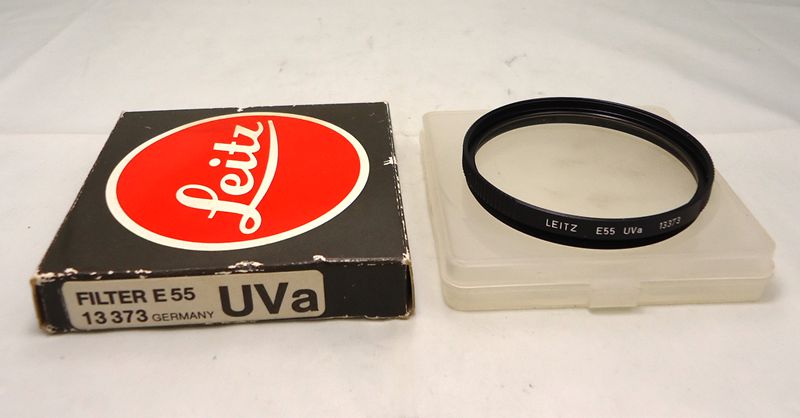 Leitz
FILTER E 55
13 373 GERMANY
UVa
LEITZ E55 UVa 13373